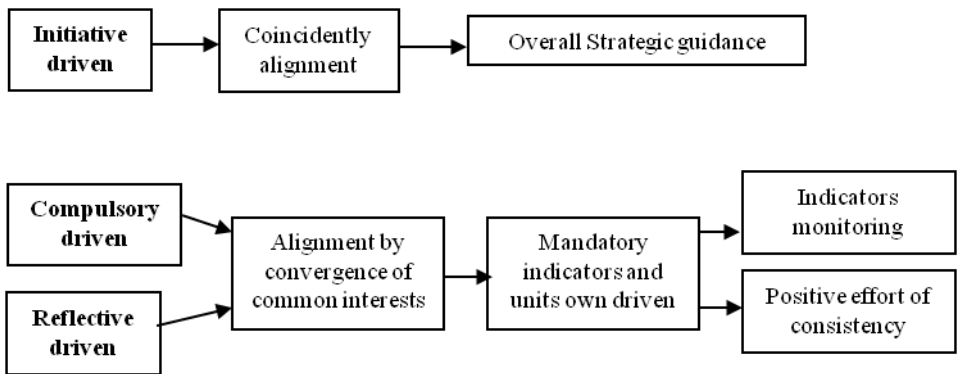 Initiative
driven
Coincidently
alignment
Overall Strategic guidance
Compulsory
driven
Reflective
driven
Alignment by
convergence of
common interests
Mandatory
indicators and
units own driven
Indicators
monitoring
Positive effort of
consistency